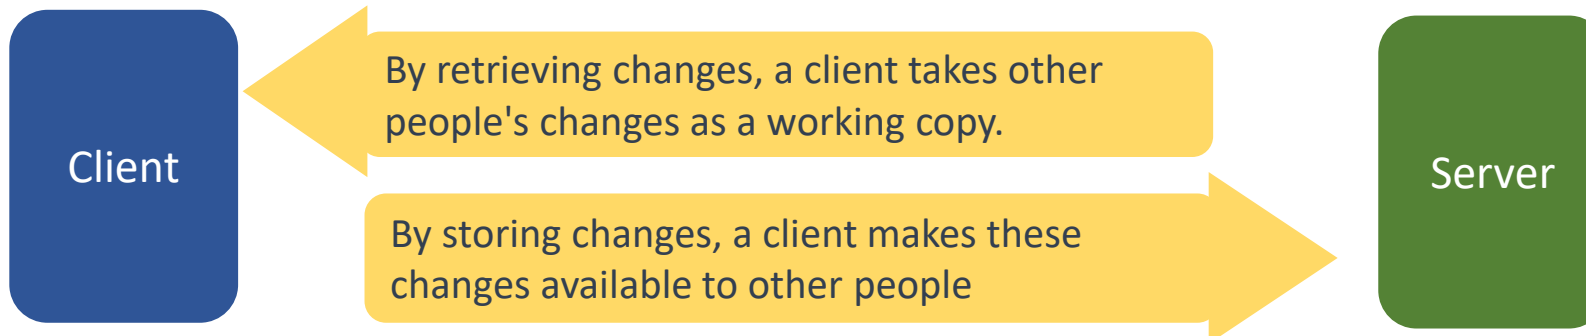 Client
By retrieving changes, a client takes other
people's changes as a working copy.
By storing changes, a client makes these
changes available to other people
Server